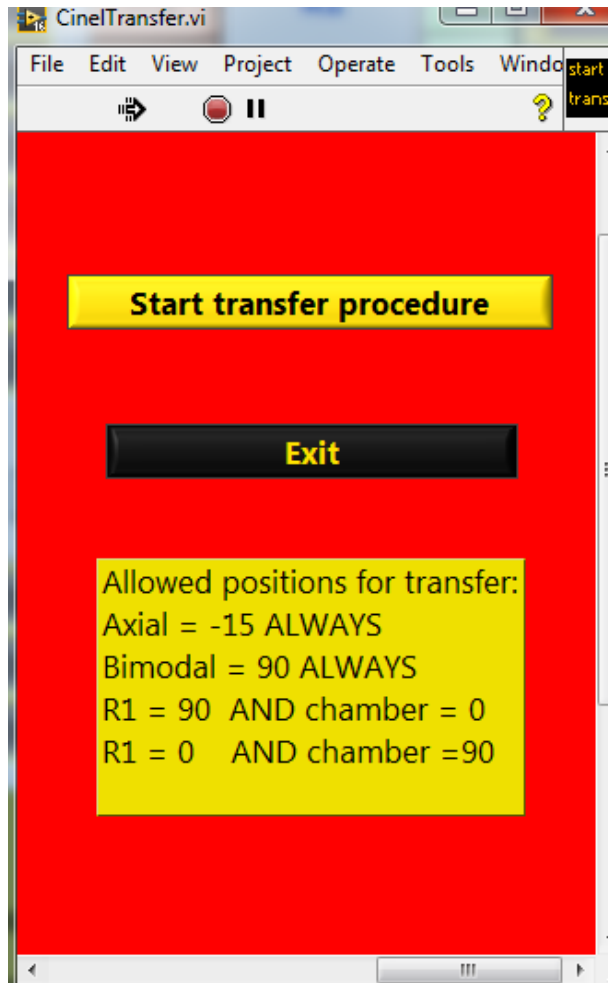 CinelTransfer.vi
File Edit View Project Operate Tools Windo
start
trans
Start transfer procedure
Exit
Allowed positions for transfer:
Axial = -15 ALWAYS
Bimodal = 90 ALWAYS
R1 = 90 AND chamber = 0
R1 = 0 AND chamber =90